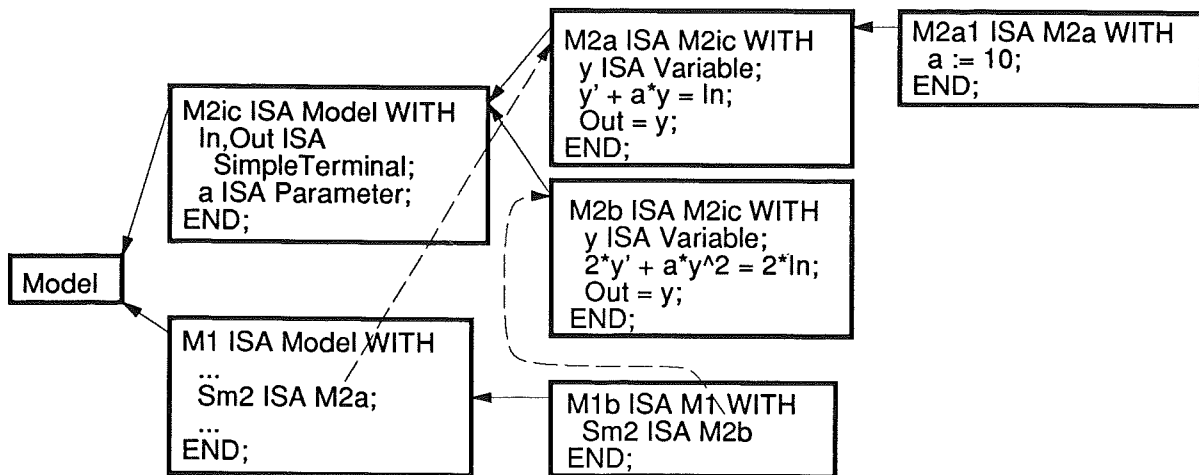 Model
M2ic ISA Model WITH
In,Out ISA
SimpleTerminal;
a ISA Parameter;
END;
M1 ISA Model WITH
...
Sm2 ISA M2a;
...
END;
M2a ISA M2ic WITH
y ISA Variable;
y' + a*y = In;
Out = y;
END;
M2b ISA M2ic WITH
y ISA Variable;
2*y' + a*y^2 = 2*In;
Out = y;
END;
M1b ISA M1 WITH
Sm2 ISA M2b
END;
M2a1 ISA M2a WITH
a := 10;
END;